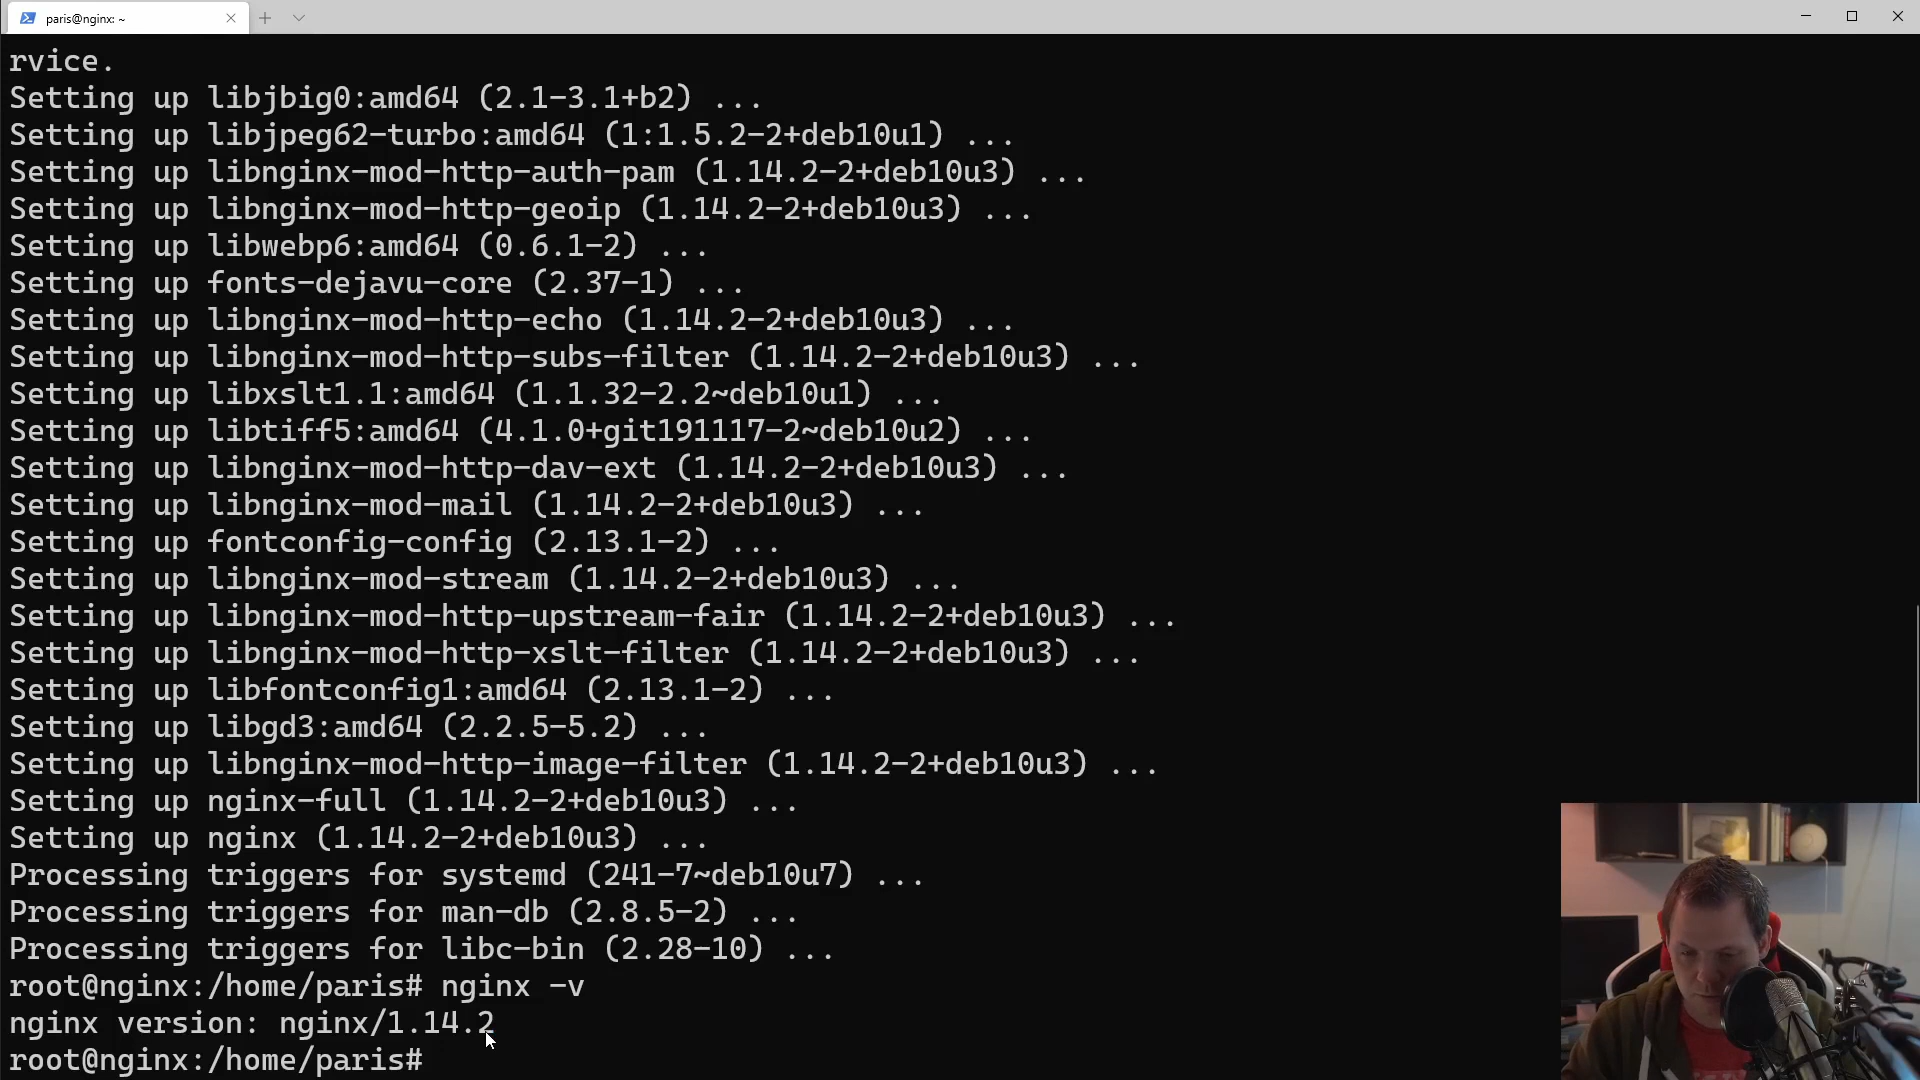 paris@nginx: ~
rvice.
Setting up libjbig0:amd64 (2.1-3.1+b2) ...
Setting up libjpeg62-turbo:amd64 (1:1.5.2-2+deb10u1) ...
Setting up libnginx-mod-http-auth-pam (1.14.2-2+deb10u3) ...
Setting up libnginx-mod-http-geoip (1.14.2-2+deb10u3) ...
Setting up libwebp6:amd64 (0.6.1-2) ...
Setting up fonts-dejavu-core (2.37-1) ...
Setting up libnginx-mod-http-echo (1.14.2-2+deb10u3) ...
Setting up libnginx-mod-http-subs-filter (1.14.2-2+deb10u3) ...
Setting up libxslt1.1:amd64 (1.1.32-2.2~deb10u1) ...
Setting up libtiff5:amd64 (4.1.0+git191117-2~deb10u2) ...
Setting up libnginx-mod-http-dav-ext (1.14.2-2+deb10u3) ...
Setting up libnginx-mod-mail (1.14.2-2+deb10u3) ...
Setting up fontconfig-config (2.13.1-2) ...
Setting up libnginx-mod-stream (1.14.2-2+deb10u3) ...
Setting up libnginx-mod-http-upstream-fair (1.14.2-2+deb10u3) ...
Setting up libnginx-mod-http-xslt-filter (1.14.2-2+deb10u3) ...
Setting up libfontconfig1:amd64 (2.13.1-2) ...
Setting up libgd3:amd64 (2.2.5-5.2) ...
Setting up libnginx-mod-http-image-filter (1.14.2-2+deb10u3) ...
Setting up nginx-full (1.14.2-2+deb10u3) ...
Setting up nginx (1.14.2-2+deb10u3) ...
Processing triggers for systemd (241-7~deb10u7) ...
Processing triggers for man-db (2.8.5-2) ...
Processing triggers for libc-bin (2.28-10) ...
root@nginx:/home/paris# nginx -v
nginx version: nginx/1.14.2
root@nginx:/home/paris#